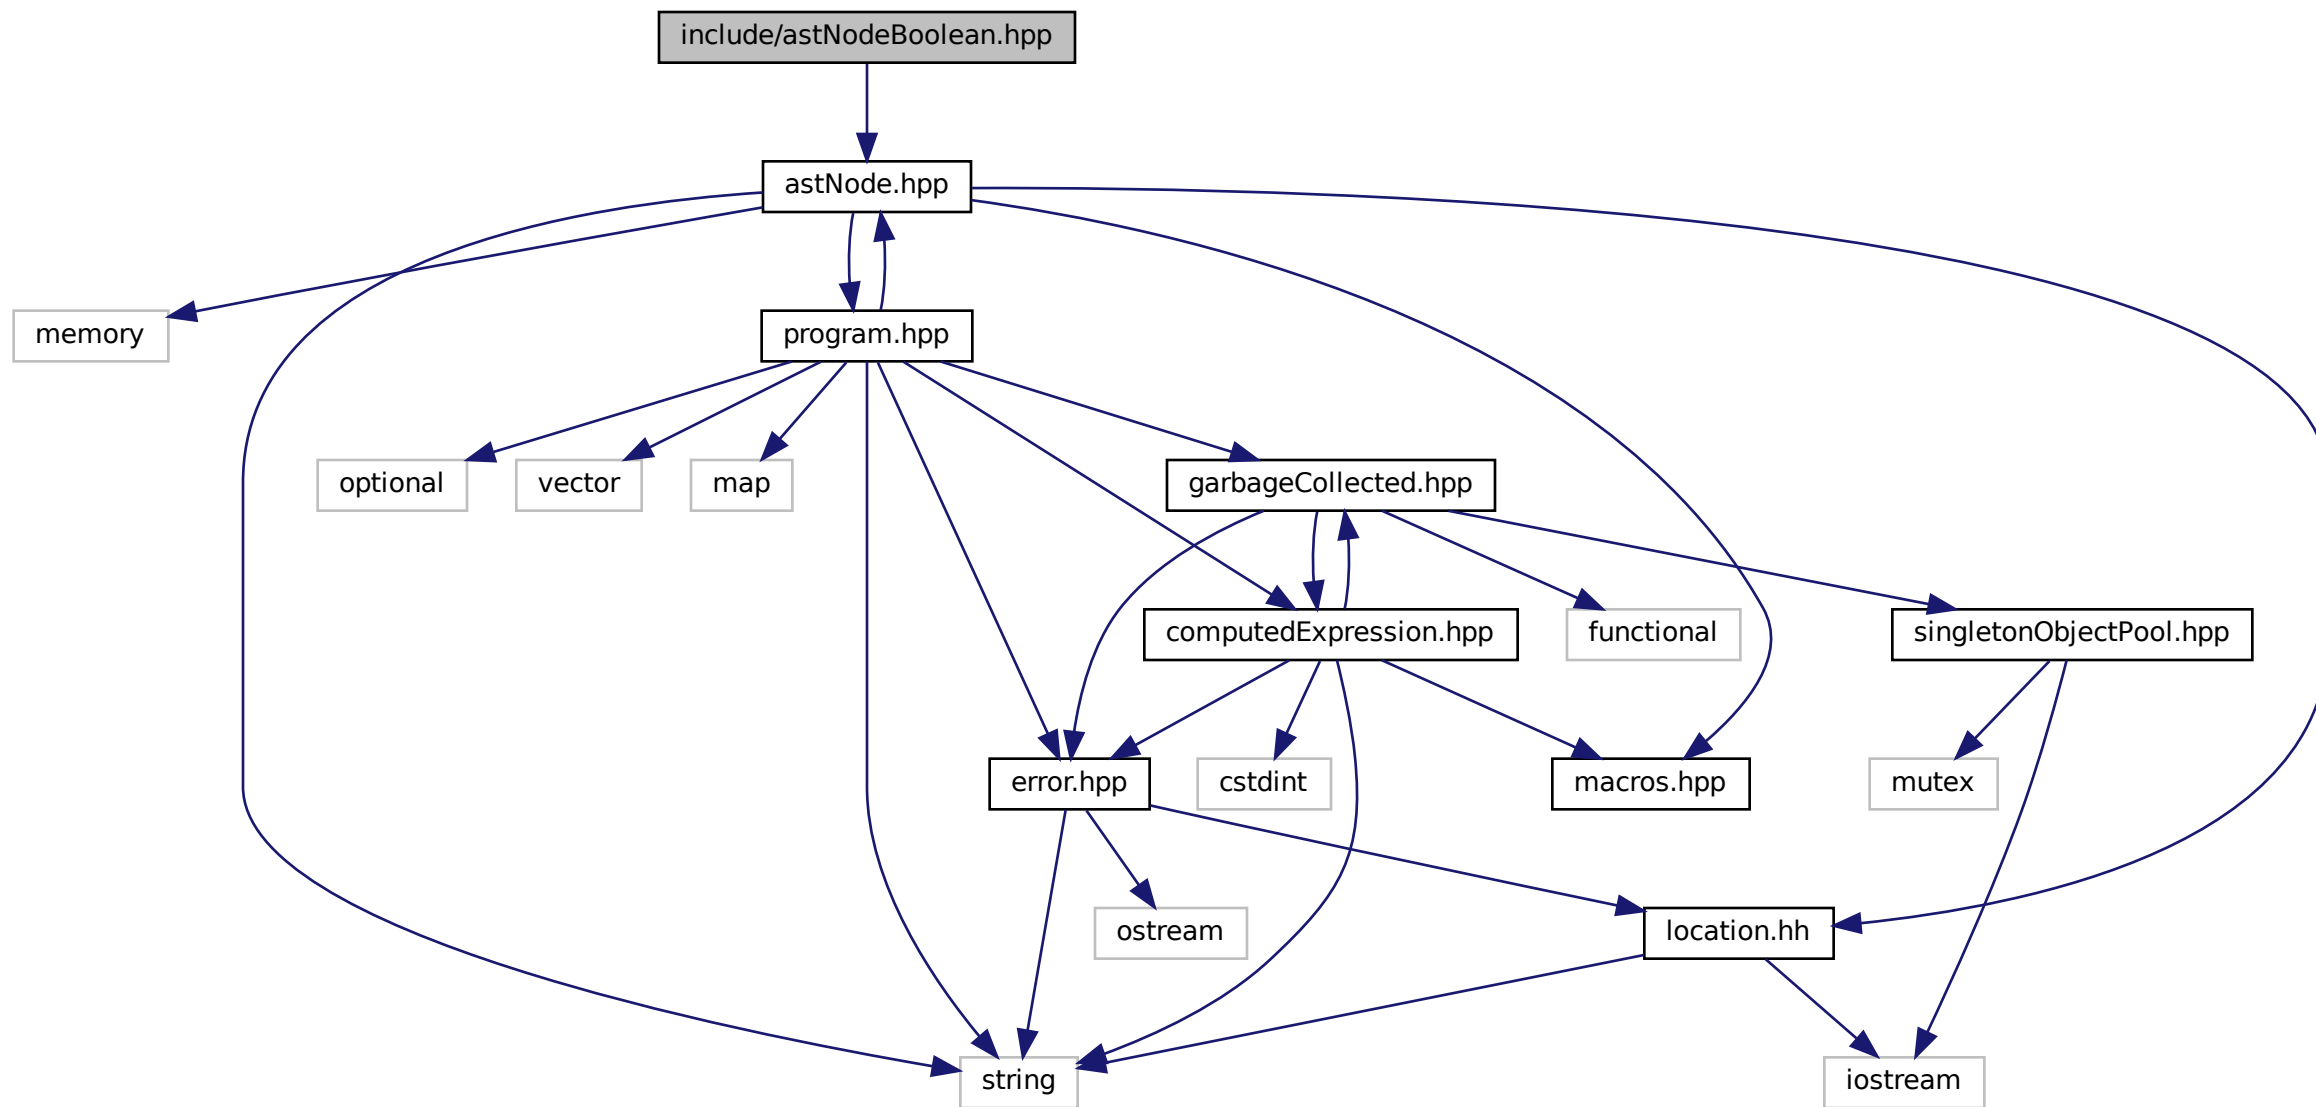 include/astNodeBoolean.hpp
astNode.hpp
memory
program.hpp
optional
vector
map
garbageCollected.hpp
computedExpression.hpp
functional
singletonObjectPool.hpp
error.hpp
cstdint
macros.hpp
mutex
ostream
location.hh
string
iostream